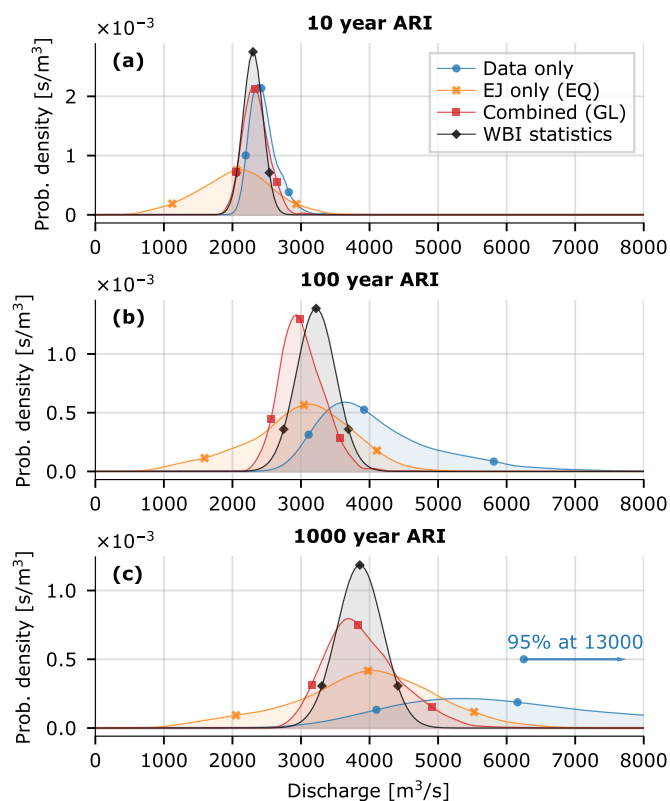 10 year ARI
×10⁻³
(a)
Data only
EJ only (EQ)
Combined (GL)
WBI statistics
Prob. density [s/m³]
2
1
0
0 1000 2000 3000 4000 5000 6000 7000 8000
100 year ARI
×10⁻³
(b)
Prob. density [s/m³]
1.0
0.5
0.0
0 1000 2000 3000 4000 5000 6000 7000 8000
1000 year ARI
×10⁻³
(c)
Prob. density [s/m³]
1.0
0.5
0.0
95% at 13000
0 1000 2000 3000 4000 5000 6000 7000 8000
Discharge [m³/s]